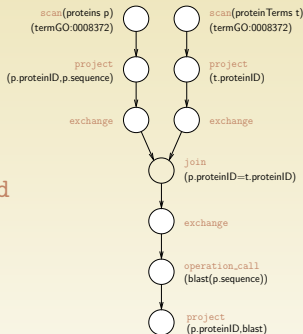 scan(proteins p)
(termGO:0008372)
scan(proteinTerms t)
(termGO:0008372)
project
(p.proteinID,p.sequence)
project
(t.proteinID)
exchange
exchange
join
(p.proteinID=t.proteinID)
d
exchange
operation_call
(blast(p.sequence))
project
(p.proteinID,blast)